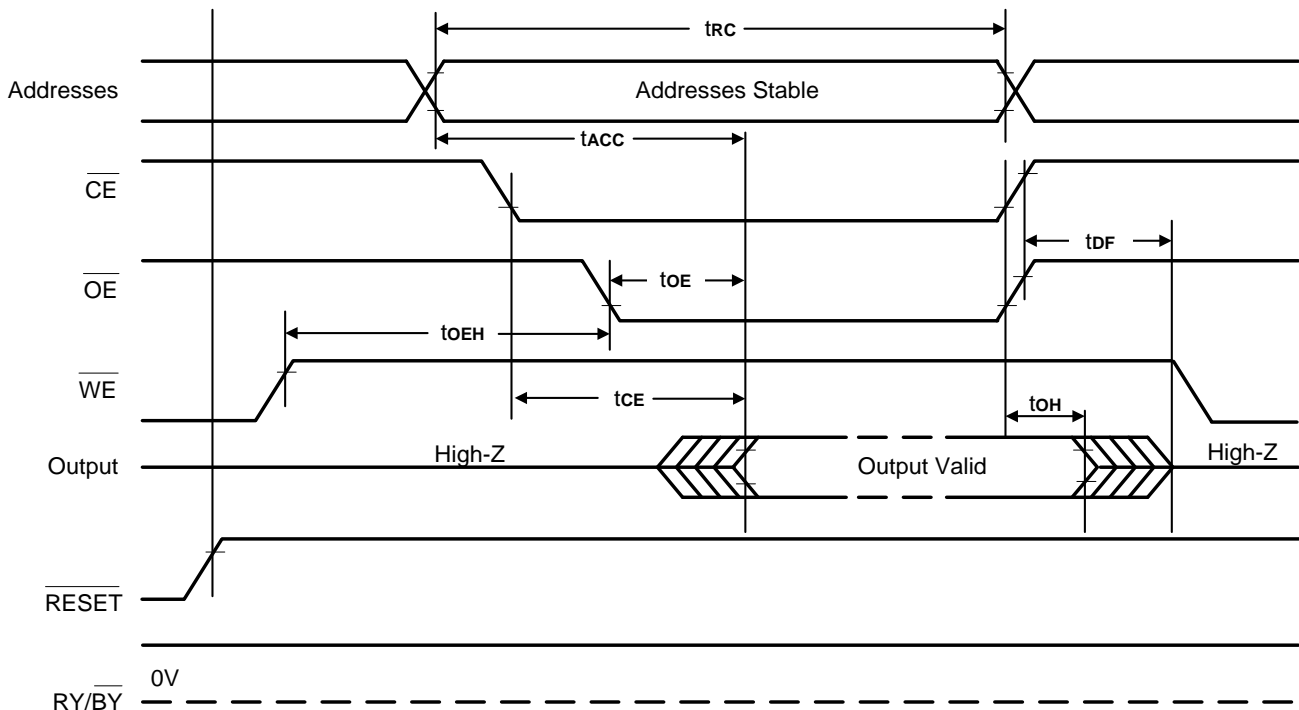 tRC
Addresses
Addresses Stable
tACC
CE
tDF
OE
tOE
tOEH
WE
tCE
tOH
Output
High-Z
Output Valid
High-Z
RESET
0V
RY/BY